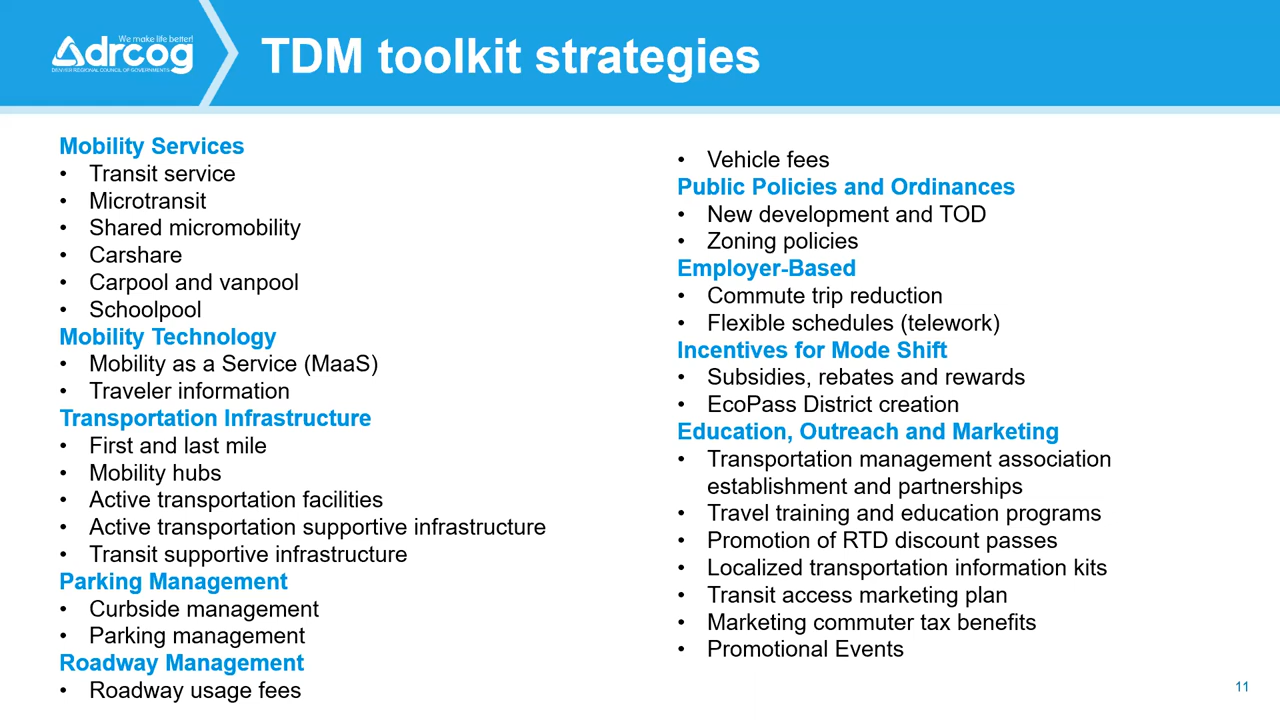 We make life better!
drcog
DENVER REGIONAL COUNCIL OF GOVERNMENTS
TDM toolkit strategies
Mobility Services
• Transit service
• Microtransit
• Shared micromobility
• Carshare
• Carpool and vanpool
• Schoolpool
Mobility Technology
• Mobility as a Service (MaaS)
• Traveler information
Transportation Infrastructure
• First and last mile
• Mobility hubs
• Active transportation facilities
• Active transportation supportive infrastructure
• Transit supportive infrastructure
Parking Management
• Curbside management
• Parking management
Roadway Management
• Roadway usage fees
• Vehicle fees
Public Policies and Ordinances
• New development and TOD
• Zoning policies
Employer-Based
• Commute trip reduction
• Flexible schedules (telework)
Incentives for Mode Shift
• Subsidies, rebates and rewards
• EcoPass District creation
Education, Outreach and Marketing
• Transportation management association
establishment and partnerships
• Travel training and education programs
• Promotion of RTD discount passes
• Localized transportation information kits
• Transit access marketing plan
• Marketing commuter tax benefits
• Promotional Events
11